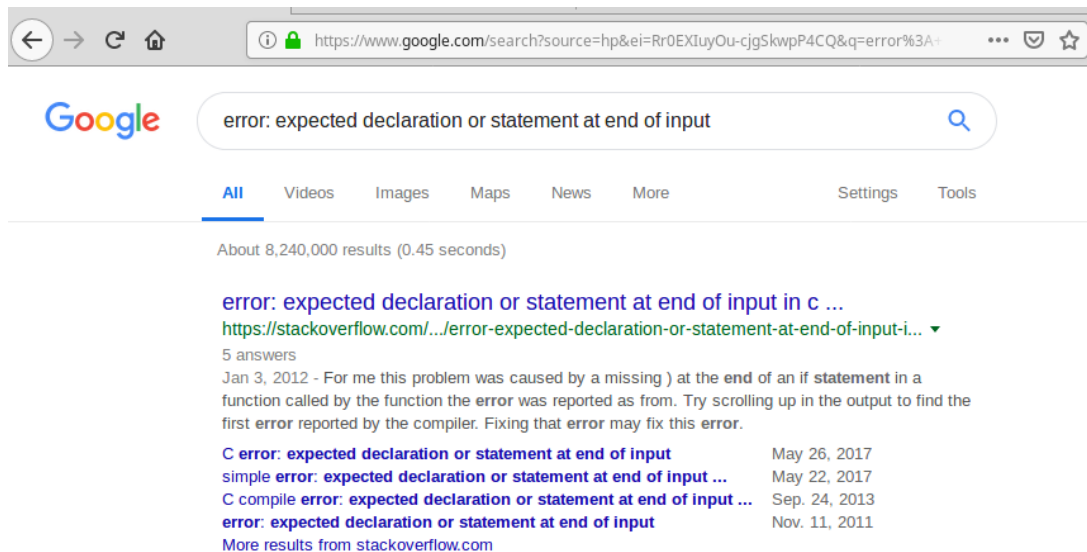 https://www.google.com/search?source=hp&ei=Rr0EXIuyOu-cjgSkwpP4CQ&q=error%3A+
Google
error: expected declaration or statement at end of input
All Videos Images Maps News More Settings Tools
About 8,240,000 results (0.45 seconds)
error: expected declaration or statement at end of input in c ...
https://stackoverflow.com/.../error-expected-declaration-or-statement-at-end-of-input-i...
5 answers
Jan 3, 2012 - For me this problem was caused by a missing ) at the end of an if statement in a
function called by the function the error was reported as from. Try scrolling up in the output to find the
first error reported by the compiler. Fixing that error may fix this error.
C error: expected declaration or statement at end of input May 26, 2017
simple error: expected declaration or statement at end of input ... May 22, 2017
C compile error: expected declaration or statement at end of input ... Sep. 24, 2013
error: expected declaration or statement at end of input Nov. 11, 2011
More results from stackoverflow.com